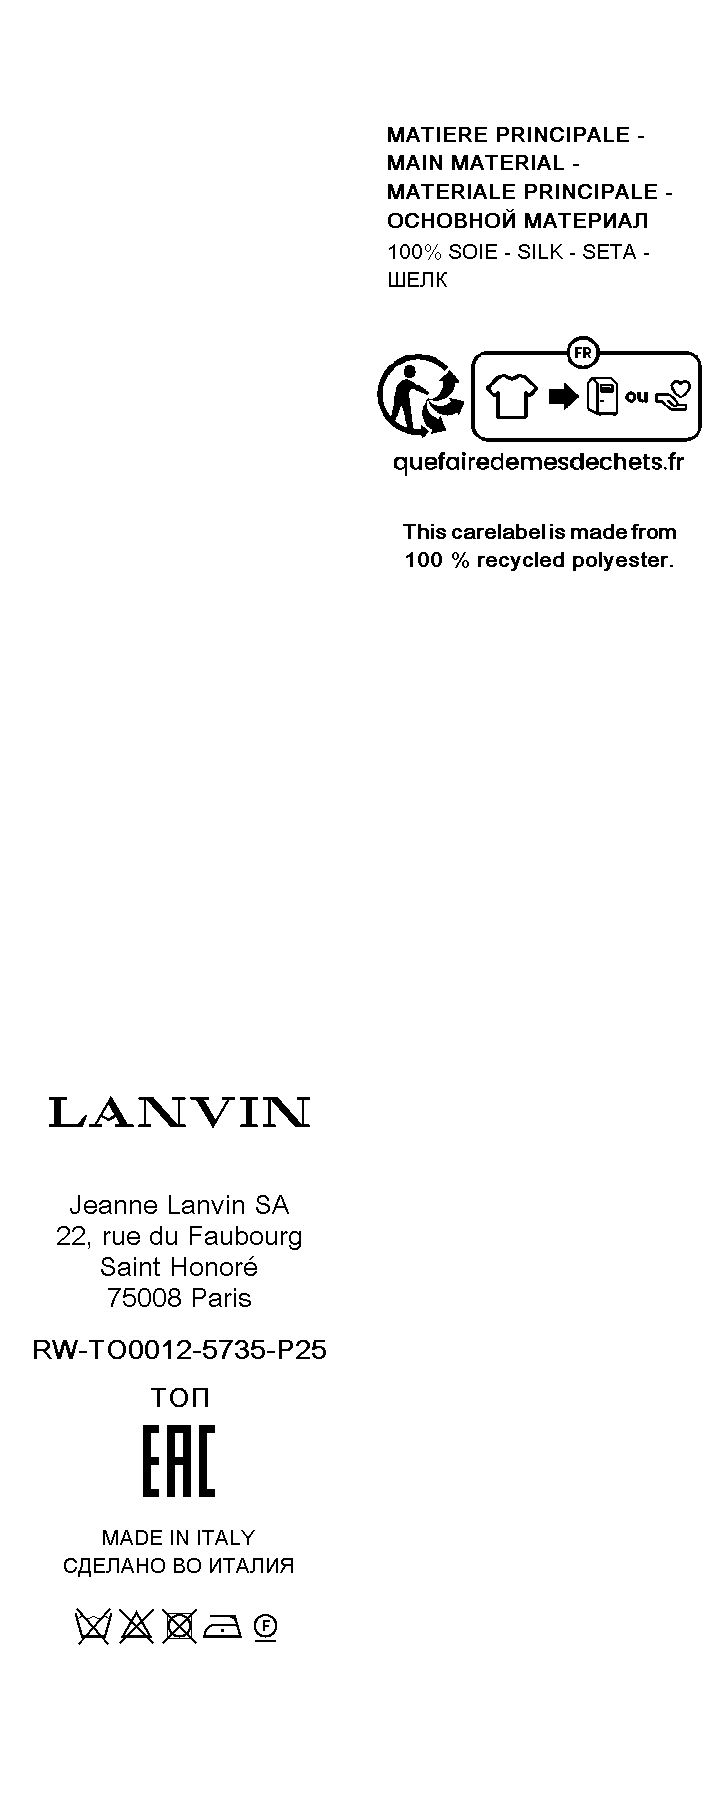 MATIERE PRINCIPALE -
MAIN MATERIAL -
MATERIALE PRINCIPALE -
ОСНОВНОЙ МАТЕРИАЛ
100% SOIE - SILK - SETA -
ШЕЛК
FR
ou
quefairedemesdechets.fr
This carelabel is made from
100 % recycled polyester.
LANVIN
Jeanne Lanvin SA
22, rue du Faubourg
Saint Honoré
75008 Paris
RW-TO0012-5735-P25
ТОП
EAC
MADE IN ITALY
СДЕЛАНО ВО ИТАЛИЯ
F